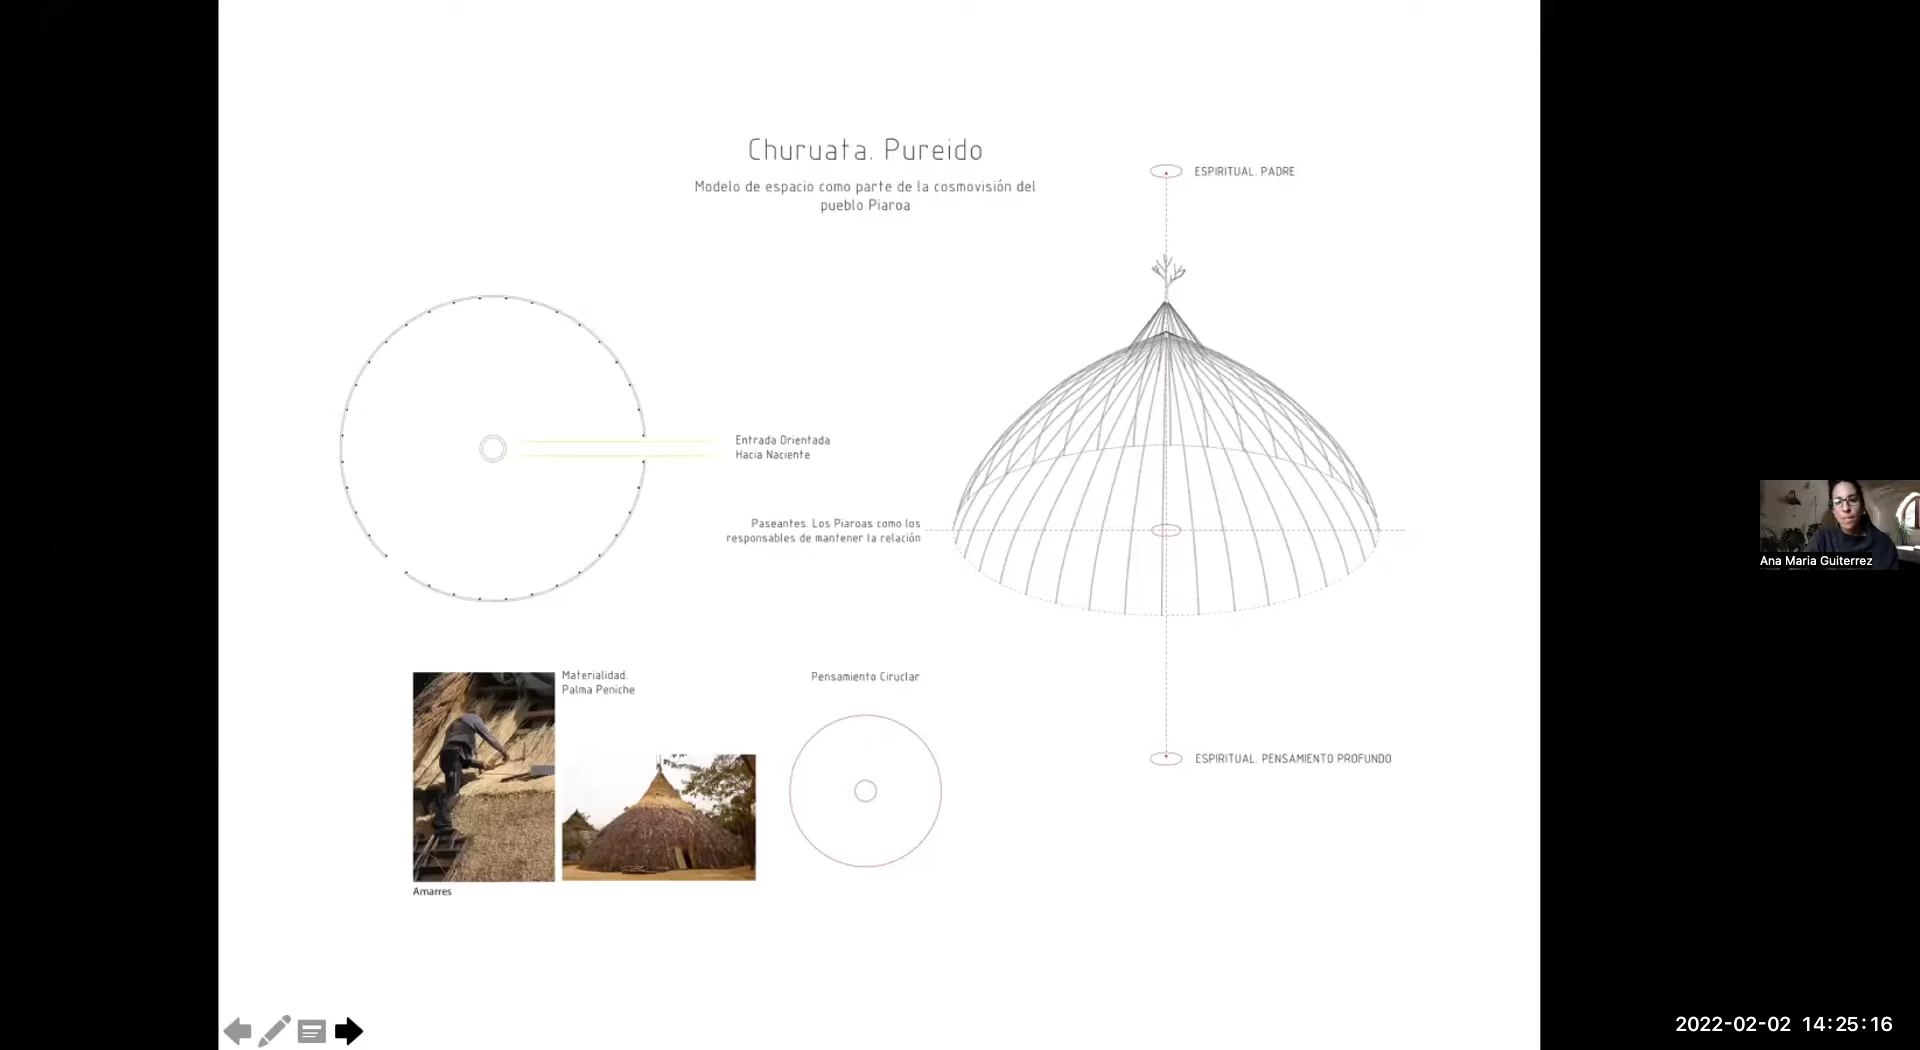 Churuata. Pureido
Modelo de espacio como parte de la cosmovisión del
pueblo Piaroa
ESPIRITUAL. PADRE
Entrada Orientada
Hacia Naciente
Paseantes. Los Piaroas como los
responsables de mantener la relación
Materialidad.
Palma Peniche
Pensamiento Ciruclar
ESPIRITUAL. PENSAMIENTO PROFUNDO
Amarres
Ana Maria Guiterrez
2022-02-02 14:25:16